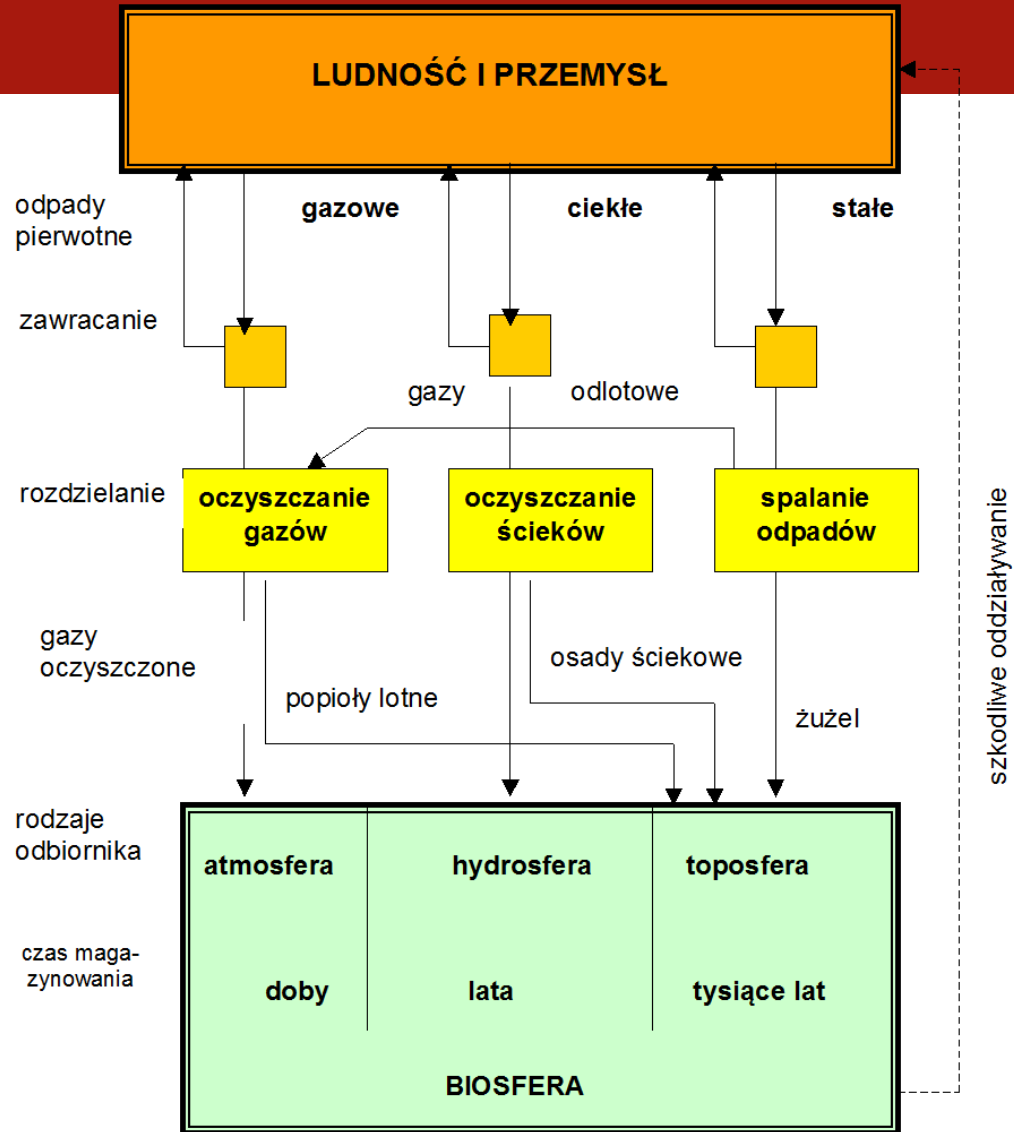 LUDNOŚĆ I PRZEMYSŁ
odpady
pierwotne
gazowe
ciekłe
stałe
zawracanie
gazy
odlotowe
rozdzielanie
oczyszczanie
gazów
oczyszczanie
ścieków
spalanie
odpadów
gazy
oczyszczone
popioły lotne
osady ściekowe
żużel
szkodliwe oddziaływanie
rodzaje
odbiornika
atmosfera
hydrosfera
toposfera
czas maga-
zynowania
doby
lata
tysiące lat
BIOSFERA